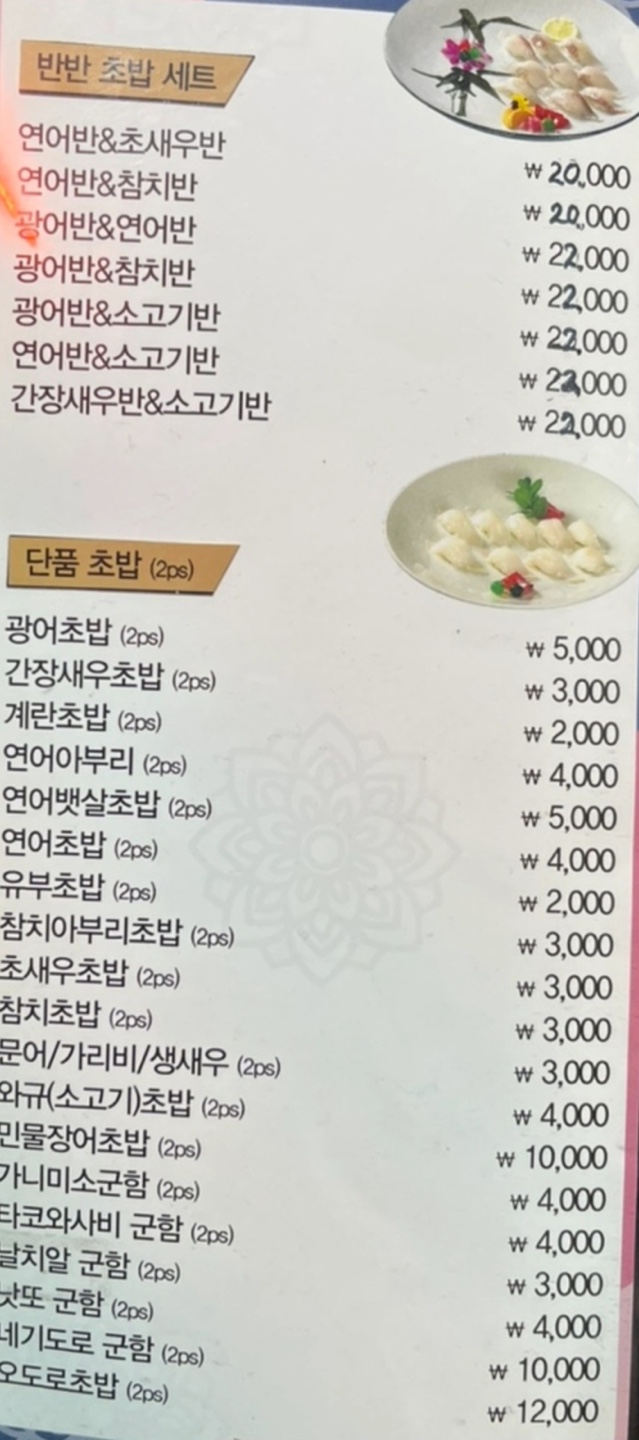 반반 초밥 세트
연어반&초새우반 ₩ 20,000
연어반&참치반 ₩ 20,000
광어반&연어반 ₩ 22,000
광어반&참치반 ₩ 22,000
광어반&소고기반 ₩ 22,000
연어반&소고기반 ₩ 22,000
간장새우반&소고기반 ₩ 22,000
단품 초밥 (2ps)
광어초밥 (2ps) ₩ 5,000
간장새우초밥 (2ps) ₩ 3,000
계란초밥 (2ps) ₩ 2,000
연어아부리 (2ps) ₩ 4,000
연어뱃살초밥 (2ps) ₩ 5,000
연어초밥 (2ps) ₩ 4,000
유부초밥 (2ps) ₩ 2,000
참치아부리초밥 (2ps) ₩ 3,000
초새우초밥 (2ps) ₩ 3,000
참치초밥 (2ps) ₩ 3,000
문어/가리비/생새우 (2ps) ₩ 3,000
와규(소고기)초밥 (2ps) ₩ 4,000
민물장어초밥 (2ps) ₩ 10,000
가니미소군함 (2ps) ₩ 4,000
타코와사비 군함 (2ps) ₩ 4,000
날치알 군함 (2ps) ₩ 3,000
낫또 군함 (2ps) ₩ 4,000
네기도로 군함 (2ps) ₩ 10,000
오도로초밥 (2ps) ₩ 12,000